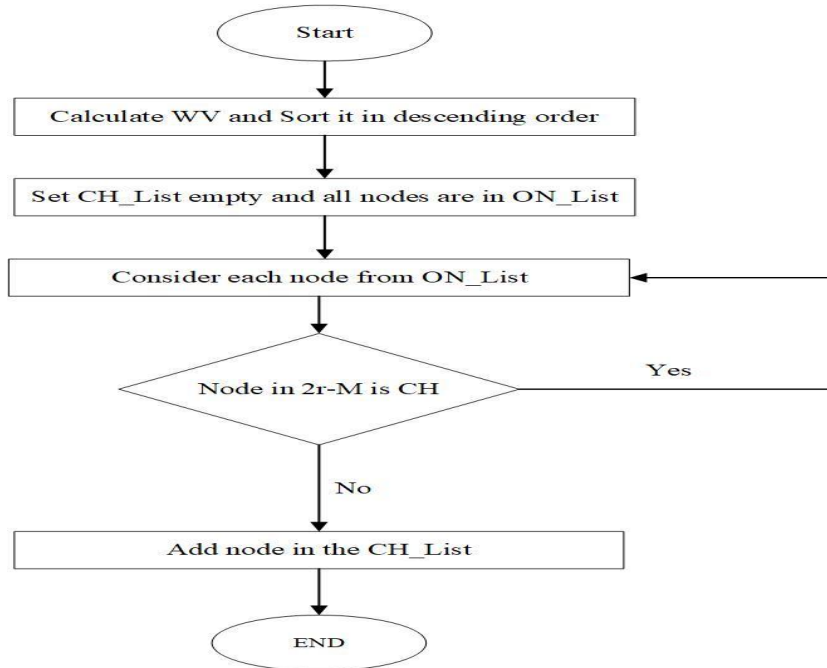 Start
Calculate WV and Sort it in descending order
Set CH_List empty and all nodes are in ON_List
Consider each node from ON_List
Node in 2r-M is CH
Yes
No
Add node in the CH_List
END